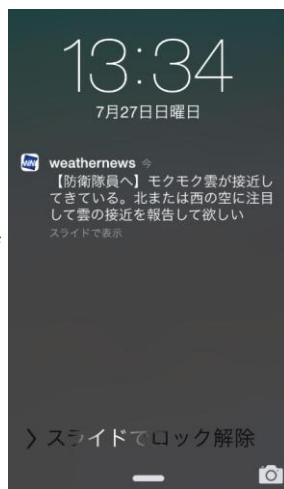 13:34
7月27日日曜日
weathernews 今
【防衛隊員へ】モクモク雲が接近し
てきている。北または西の空に注目
して雲の接近を報告して欲しい
スライドで表示
スライドでロック解除